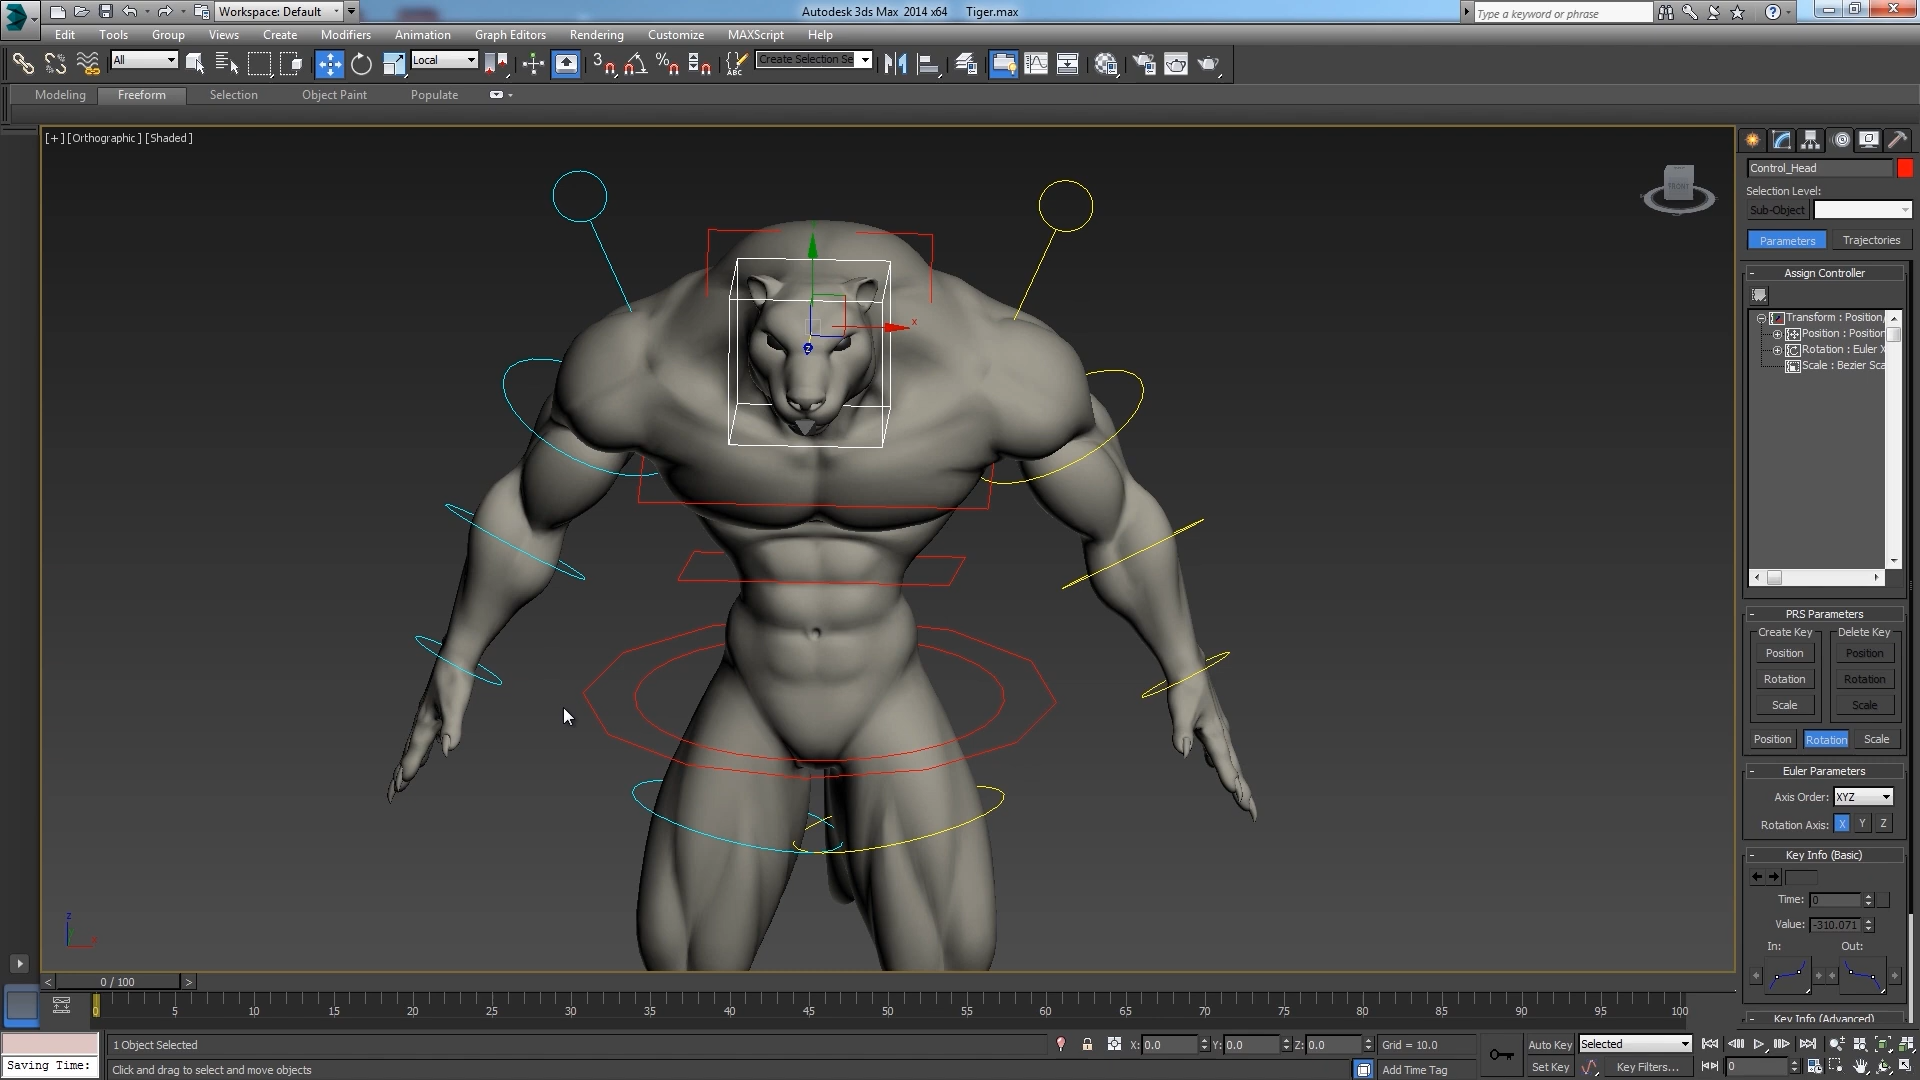 Workspace: Default
Autodesk 3ds Max 2014 x64 Tiger.max
Type a keyword or phrase
Edit Tools Group Views Create Modifiers Animation Graph Editors Rendering Customize MAXScript Help
All
Local
3
Create Selection Se
ABC
Modeling Freeform Selection Object Paint Populate
[+] [Orthographic] [Shaded]
FRONT
Control_Head
Selection Level:
Sub-Object
Parameters Trajectories
- Assign Controller
Transform : Position,
Position : Position
Rotation : Euler X
Scale : Bezier Sca
x
z
- PRS Parameters
Create Key Delete Key
Position Position
Rotation Rotation
Scale Scale
Position Rotation Scale
- Euler Parameters
Axis Order: XYZ
Rotation Axis: X Y Z
- Key Info (Basic)
Time: 0
Value: -310.071
In: Out:
- Key Info (Advanced)
z
x
< 0 / 100 >
0 5 10 15 20 25 30 35 40 45 50 55 60 65 70 75 80 85 90 95 100
1 Object Selected
X: 0.0 Y: 0.0 Z: 0.0 Grid = 10.0
Auto Key Selected
Saving Time:
Click and drag to select and move objects
Add Time Tag
Set Key Key Filters...
0